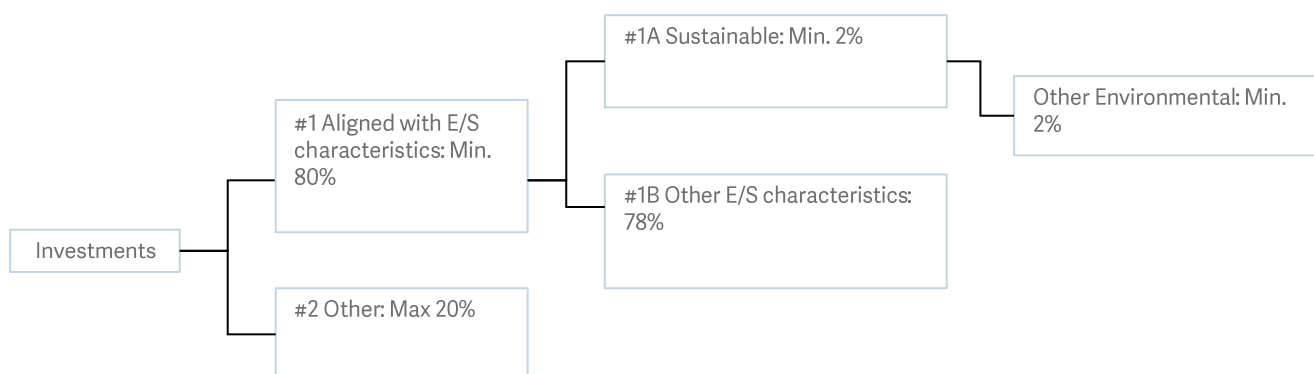 #1A Sustainable: Min. 2%
Other Environmental: Min.
2%
#1 Aligned with E/S
characteristics: Min.
80%
#1B Other E/S characteristics:
78%
Investments
#2 Other: Max 20%